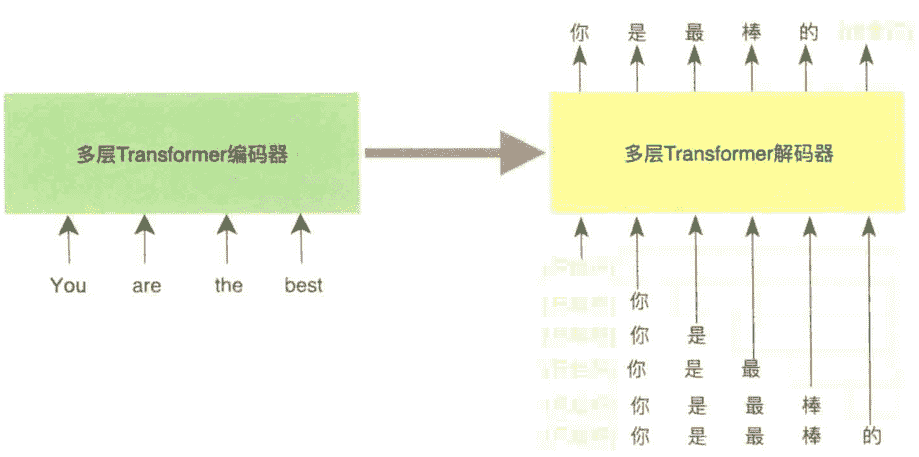 你 是 最 棒 的
多层Transformer编码器
多层Transformer解码器
You are the best
你
你 是
你 是 最
你 是 最 棒
你 是 最 棒 的